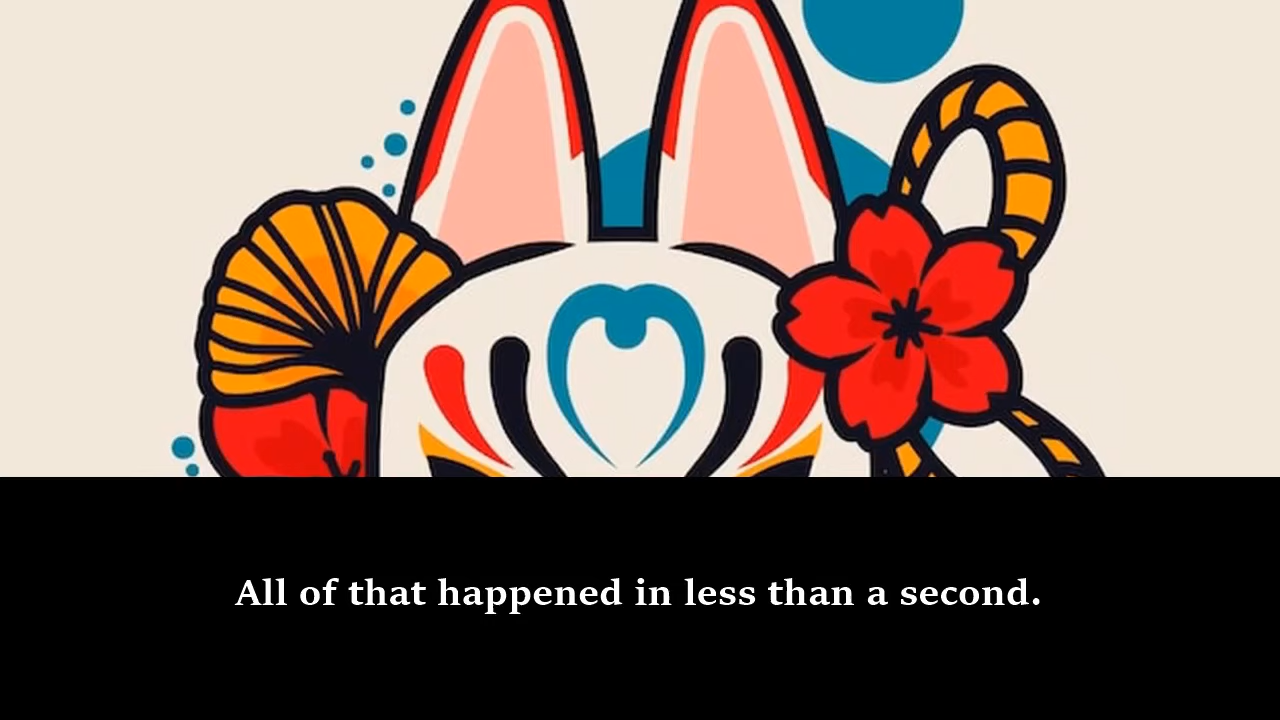 All of that happened in less than a second.